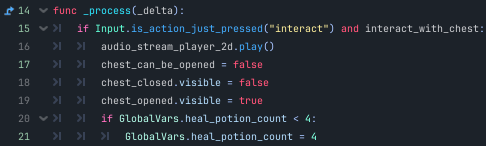 14 func _process(_delta):
15 if Input.is_action_just_pressed("interact") and interact_with_chest:
16 audio_stream_player_2d.play()
17 chest_can_be_opened = false
18 chest_closed.visible = false
19 chest_opened.visible = true
20 if GlobalVars.heal_potion_count < 4:
21 GlobalVars.heal_potion_count = 4